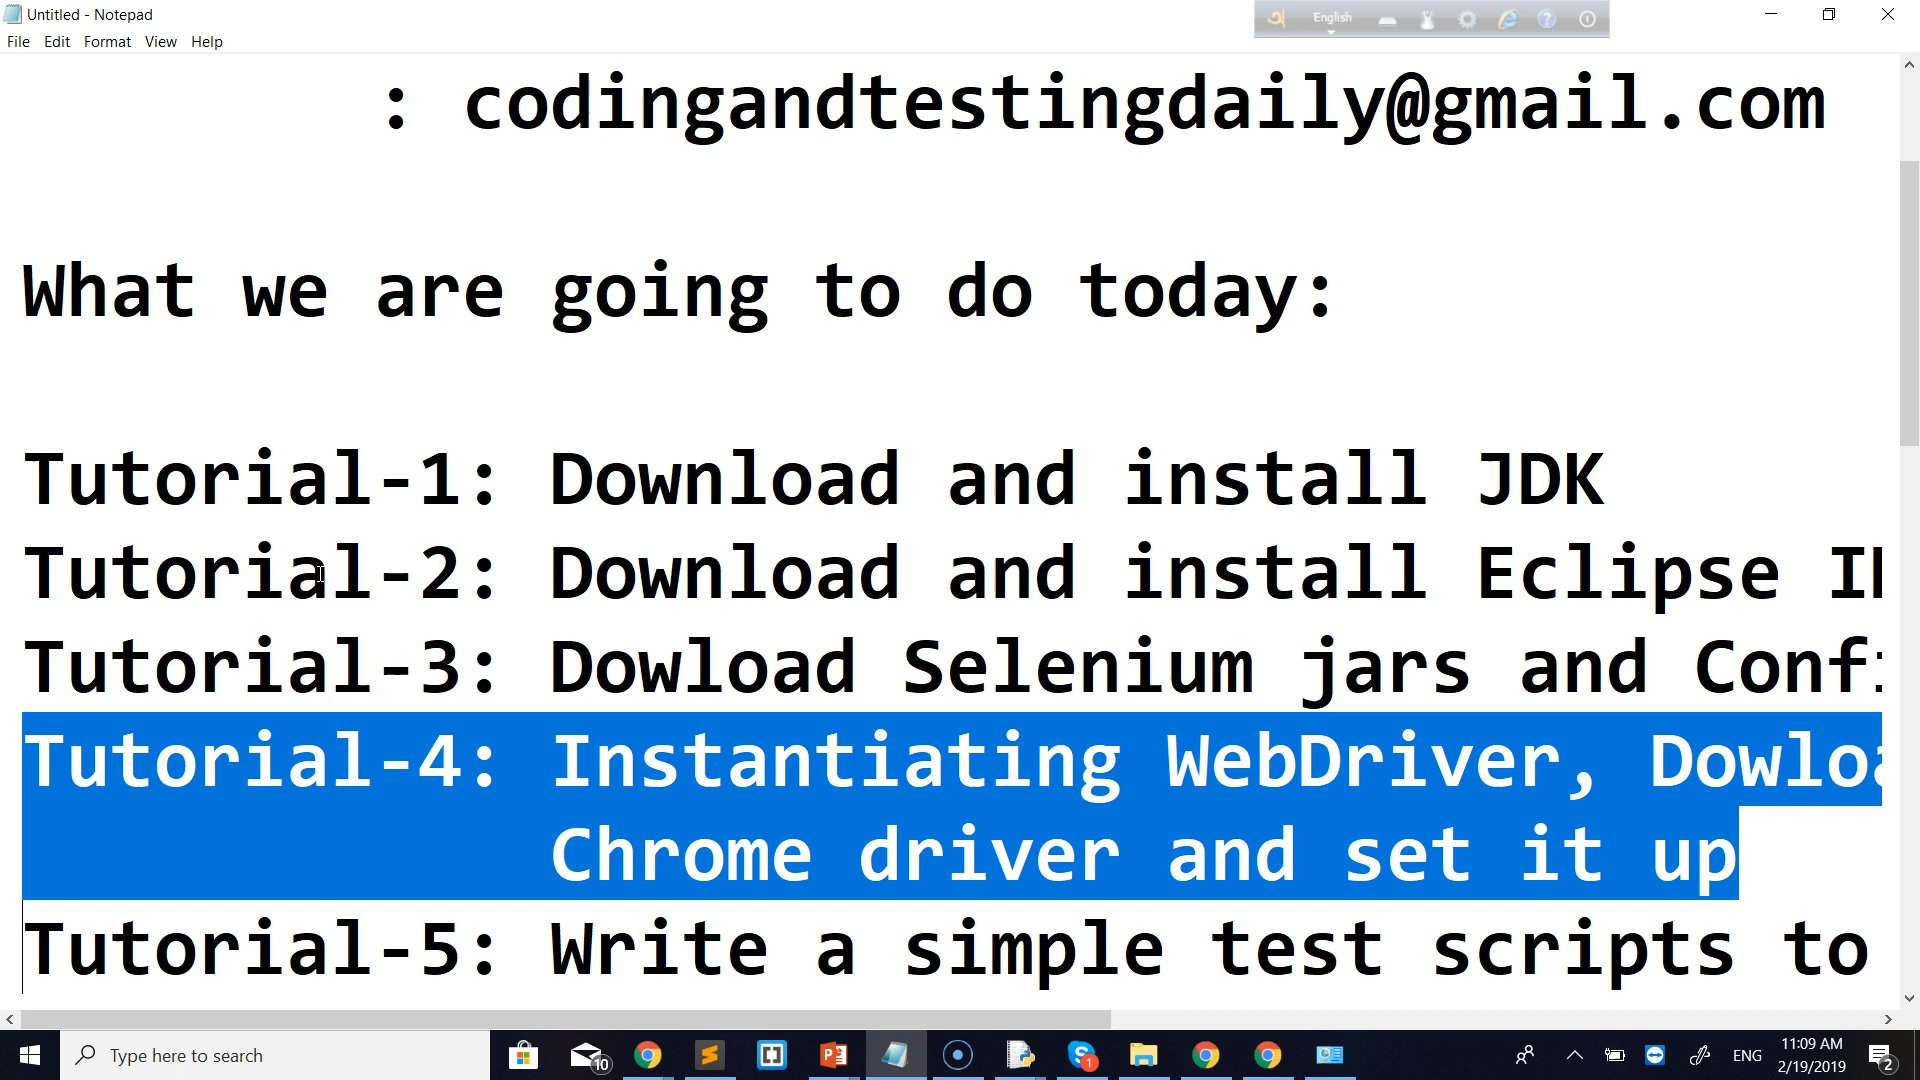 Untitled - Notepad
English
File Edit Format View Help
: codingandtestingdaily@gmail.com
What we are going to do today:
Tutorial-1: Download and install JDK
Tutorial-2: Download and install Eclipse
Tutorial-3: Dowload Selenium jars and
Tutorial-4: Instantiating WebDriver,
Chrome driver and set it up
Tutorial-5: Write a simple test scripts to
Type here to search
10
1
ENG
11:09 AM
2/19/2019
2